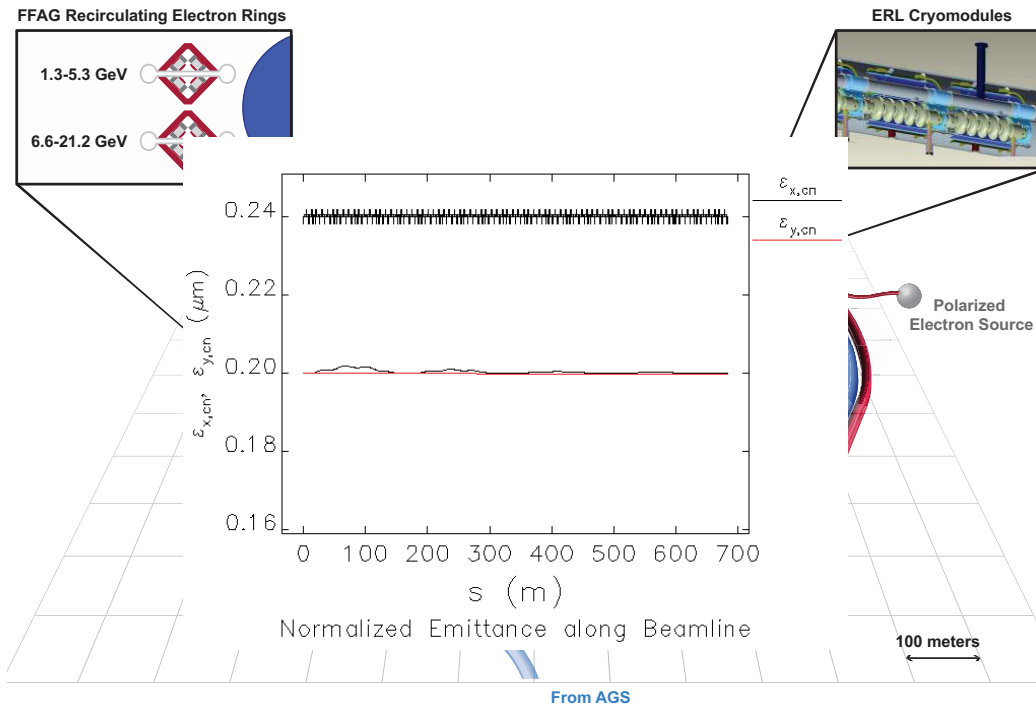 FFAG Recirculating Electron Rings
ERL Cryomodules
1.3-5.3 GeV
6.6-21.2 GeV
ε_x,cn
ε_y,cn
0.24
0.22
0.20
0.18
0.16
ε_x,cn, ε_y,cn (μm)
0 100 200 300 400 500 600 700
s (m)
Normalized Emittance along Beamline
Polarized
Electron Source
100 meters
From AGS